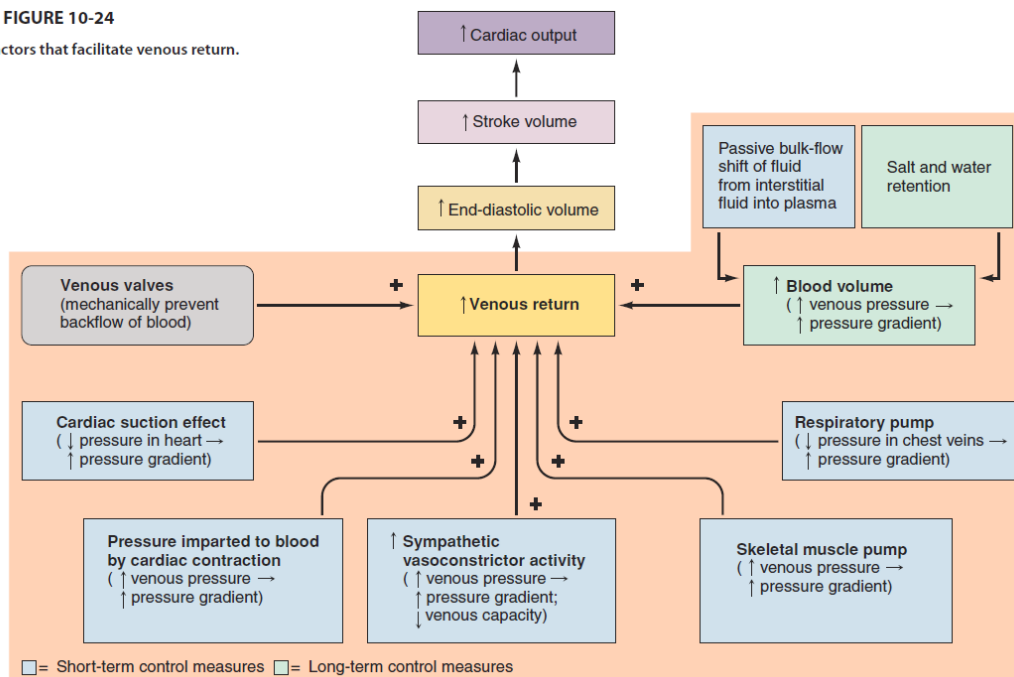 FIGURE 10-24
ctors that facilitate venous return.
↑ Cardiac output
↑ Stroke volume
↑ End-diastolic volume
Passive bulk-flow
shift of fluid
from interstitial
fluid into plasma
Salt and water
retention
Venous valves
(mechanically prevent
backflow of blood)
+
↑ Venous return
+
↑ Blood volume
( ↑ venous pressure →
↑ pressure gradient)
Cardiac suction effect
( ↓ pressure in heart →
↑ pressure gradient)
+
+
Respiratory pump
( ↓ pressure in chest veins →
↑ pressure gradient)
+
+
+
Pressure imparted to blood
by cardiac contraction
( ↑ venous pressure →
↑ pressure gradient)
↑ Sympathetic
vasoconstrictor activity
( ↑ venous pressure →
↑ pressure gradient;
↓ venous capacity)
Skeletal muscle pump
( ↑ venous pressure →
↑ pressure gradient)
= Short-term control measures
= Long-term control measures